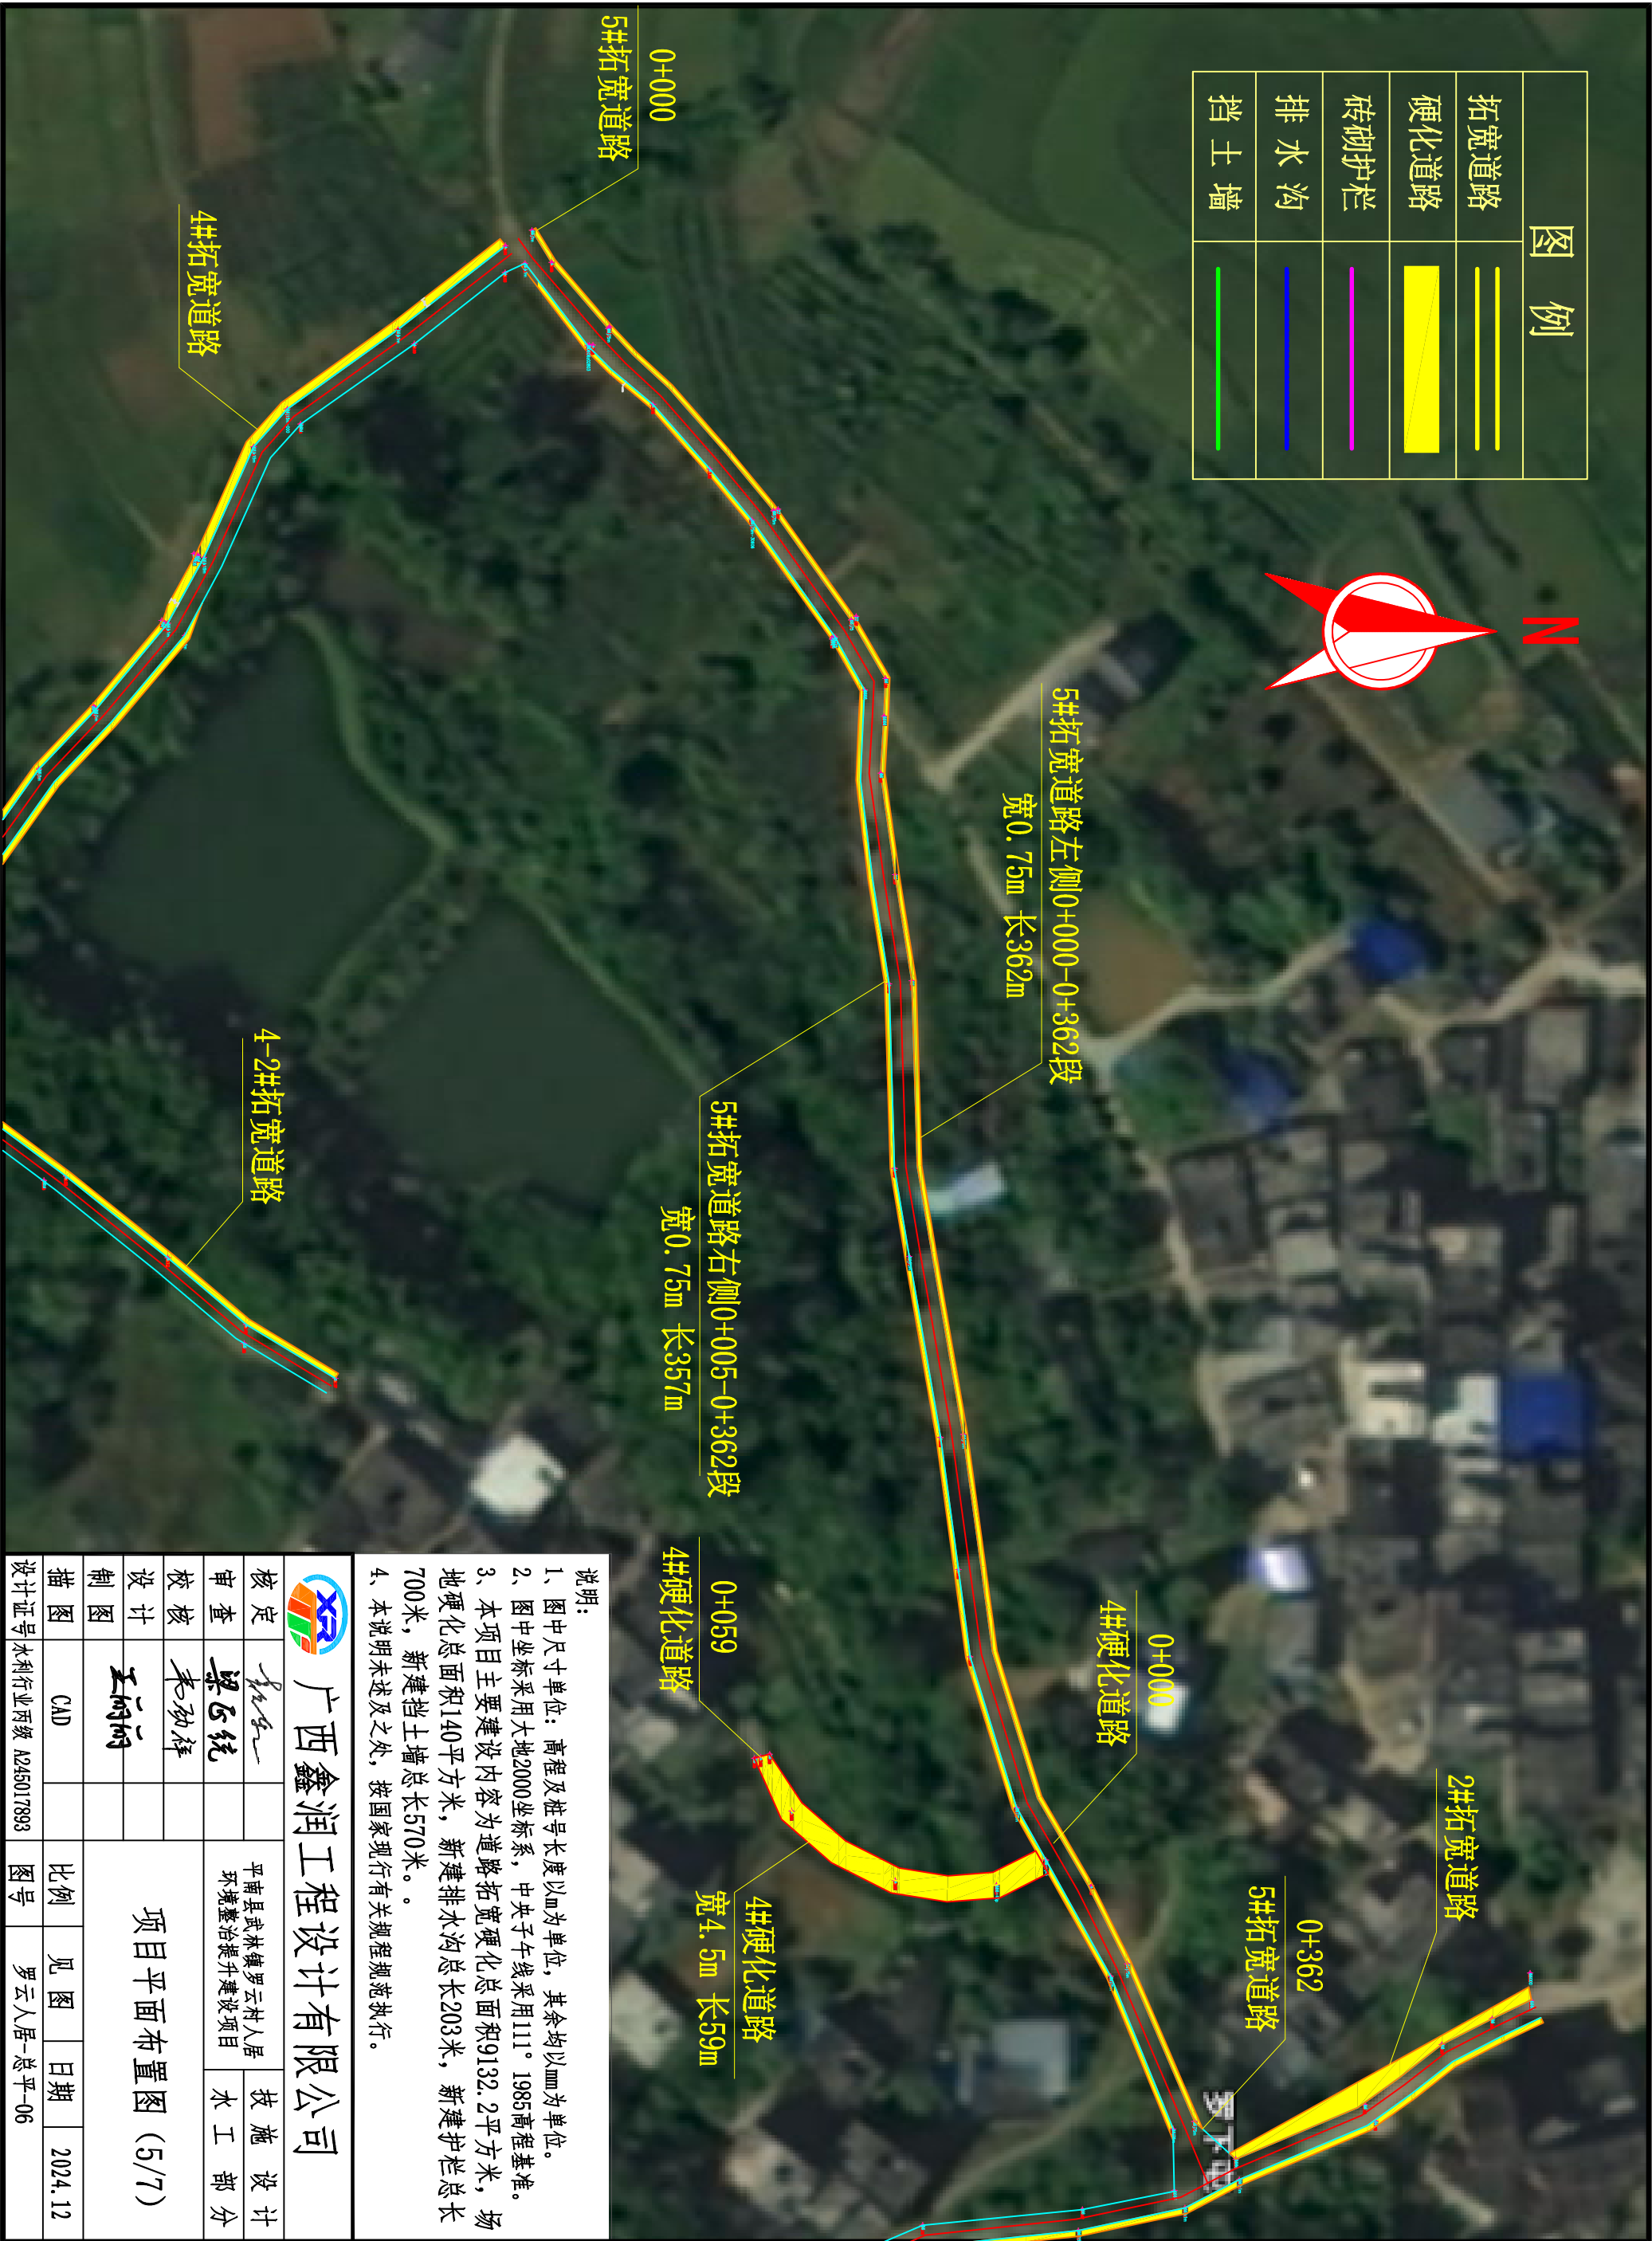 图 例
拓宽道路
硬化道路
砖砌护栏
排 水 沟
挡 土 墙
N
0+000
5#拓宽道路
4#拓宽道路
5#拓宽道路左侧0+000-0+362段
宽0.75m 长362m
5#拓宽道路右侧0+005-0+362段
宽0.75m 长357m
4-2#拓宽道路
0+000
4#硬化道路
0+059
4#硬化道路
4#硬化道路
宽4.5m 长59m
2#拓宽道路
0+362
5#拓宽道路
说明:
1、图中尺寸单位: 高程及桩号长度以m为单位, 其余均以mm为单位。
2、图中坐标采用大地2000坐标系, 中央子午线采用111° 1985高程基准。
3、本项目主要建设内容为道路拓宽硬化总面积9132.2平方米, 场
地硬化总面积140平方米, 新建排水沟总长203米, 新建护栏总长
700米, 新建挡土墙总长570米。。
4、本说明未述及之处, 按国家现行有关规程规范执行。
XR
广西鑫润工程设计有限公司
核 定
平南县武林镇罗云村人居
环境整治提升建设项目
技 施 设计
审 查
水 工 部 分
校 核
设 计
王丽丽
项目平面布置图 (5/7)
制 图
描 图 CAD 比例 见 图 日期 2024.12
设计证号 水利行业丙级 A245017893 图号 罗云人居-总平-06